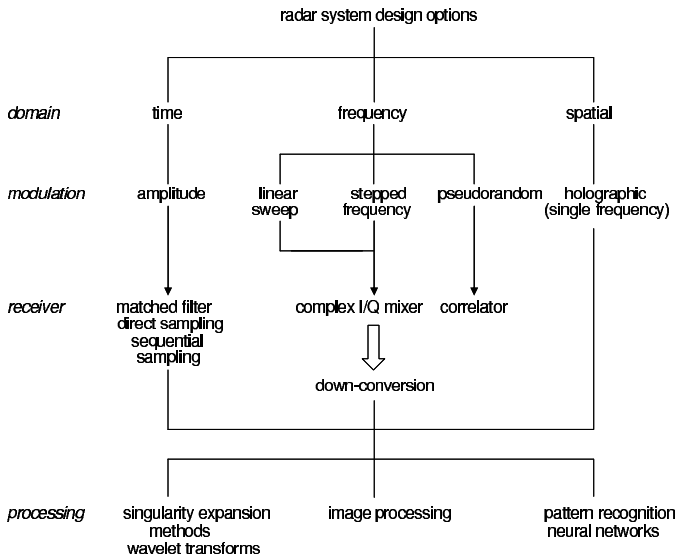 radar system design options
domain time frequency spatial
modulation amplitude linear sweep stepped frequency pseudorandom holographic (single frequency)
receiver matched filter direct sampling sequential sampling complex I/Q mixer correlator
down-conversion
processing singularity expansion methods wavelet transforms image processing pattern recognition neural networks